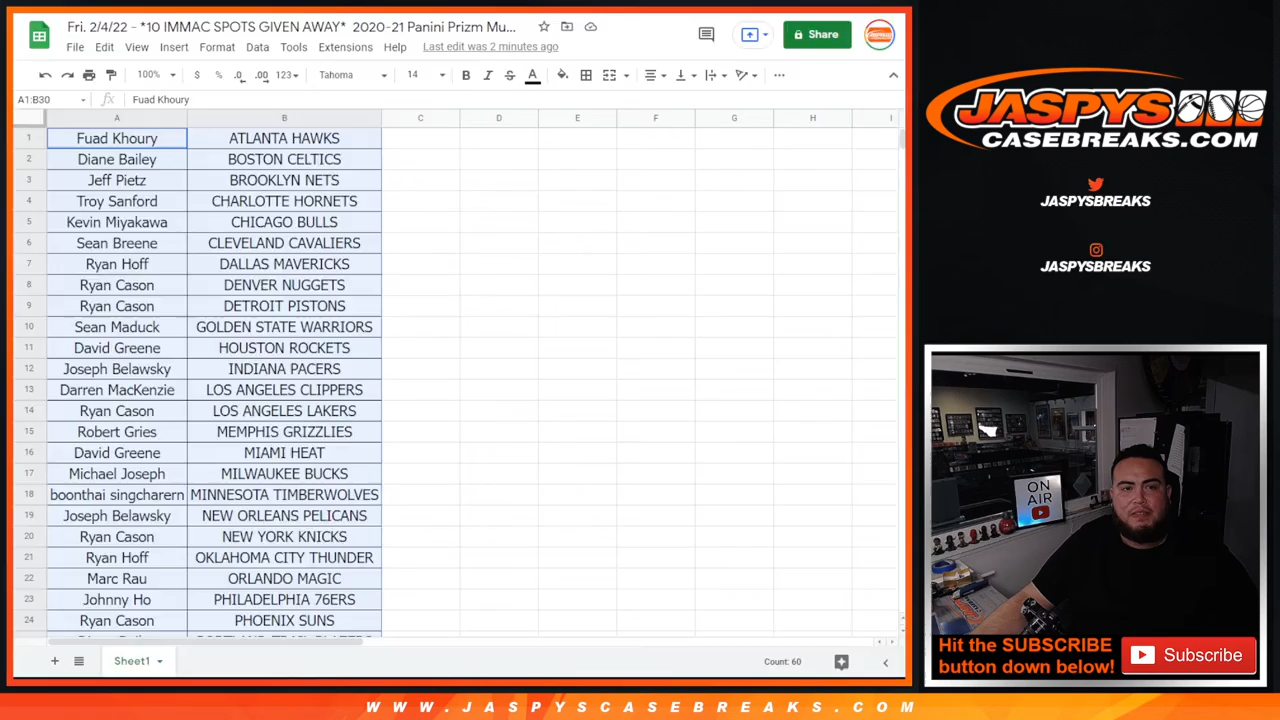 Fri. 2/4/22 - *10 IMMAC SPOTS GIVEN AWAY* 2020-21 Panini Prizm Mu...
File Edit View Insert Format Data Tools Extensions Help Last edit was 2 minutes ago
Share
100% $ % .0 .00 123 Tahoma 14 B I S A
A1:B30 fx Fuad Khoury
A B C D E F G H I
1 Fuad Khoury ATLANTA HAWKS
2 Diane Bailey BOSTON CELTICS
3 Jeff Pietz BROOKLYN NETS
4 Troy Sanford CHARLOTTE HORNETS
5 Kevin Miyakawa CHICAGO BULLS
6 Sean Breene CLEVELAND CAVALIERS
7 Ryan Hoff DALLAS MAVERICKS
8 Ryan Cason DENVER NUGGETS
9 Ryan Cason DETROIT PISTONS
10 Sean Maduck GOLDEN STATE WARRIORS
11 David Greene HOUSTON ROCKETS
12 Joseph Belawsky INDIANA PACERS
13 Darren MacKenzie LOS ANGELES CLIPPERS
14 Ryan Cason LOS ANGELES LAKERS
15 Robert Gries MEMPHIS GRIZZLIES
16 David Greene MIAMI HEAT
17 Michael Joseph MILWAUKEE BUCKS
18 boonthai singcharern MINNESOTA TIMBERWOLVES
19 Joseph Belawsky NEW ORLEANS PELICANS
20 Ryan Cason NEW YORK KNICKS
21 Ryan Hoff OKLAHOMA CITY THUNDER
22 Marc Rau ORLANDO MAGIC
23 Johnny Ho PHILADELPHIA 76ERS
24 Ryan Cason PHOENIX SUNS
Sheet1
Count: 60
JASPYS
CASEBREAKS.COM
JASPYSBREAKS
JASPYSBREAKS
ON
AIR
Hit the SUBSCRIBE
button down below!
Subscribe
WWW.JASPYSCASEBREAKS.COM